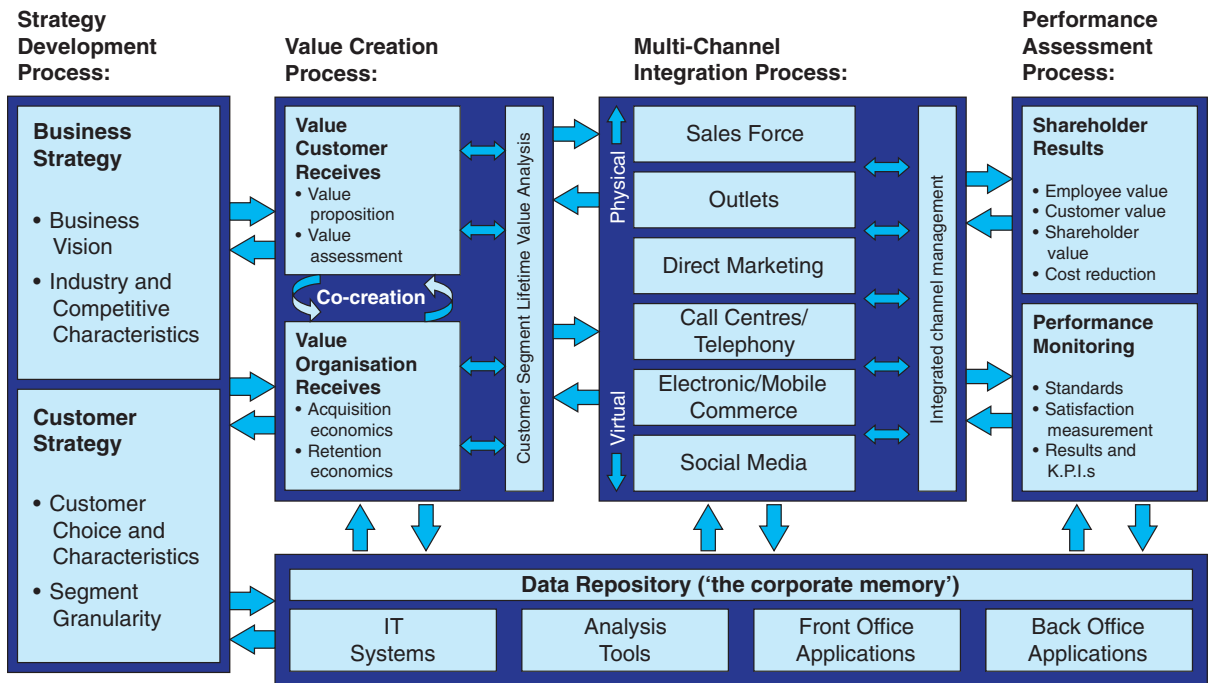 Strategy
Development
Process:
Business
Strategy
• Business
Vision
• Industry and
Competitive
Characteristics
Customer
Strategy
• Customer
Choice and
Characteristics
• Segment
Granularity
Value Creation
Process:
Value
Customer
Receives
• Value
proposition
• Value
assessment
Co-creation
Value
Organisation
Receives
• Acquisition
economics
• Retention
economics
Customer Segment Lifetime Value Analysis
Multi-Channel
Integration Process:
Physical
Virtual
Sales Force
Outlets
Direct Marketing
Call Centres/
Telephony
Electronic/Mobile
Commerce
Social Media
Integrated channel management
Performance
Assessment
Process:
Shareholder
Results
• Employee value
• Customer value
• Shareholder
value
• Cost reduction
Performance
Monitoring
• Standards
• Satisfaction
measurement
• Results and
K.P.I.s
Data Repository (‘the corporate memory’)
IT
Systems
Analysis
Tools
Front Office
Applications
Back Office
Applications